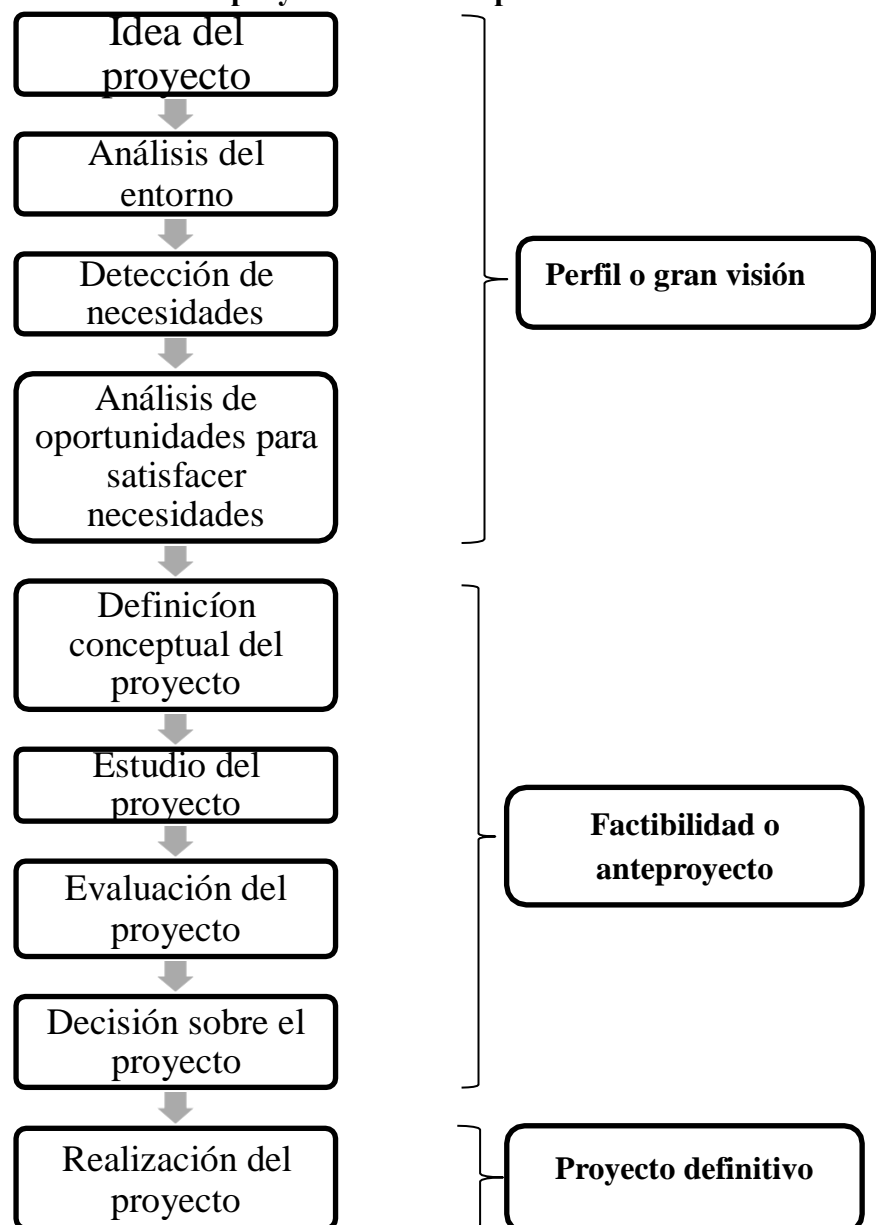 Idea del
proyecto
Análisis del
entorno
Detección de
necesidades
Perfil o gran visión
Análisis de
oportunidades para
satisfacer
necesidades
Definicíon
conceptual del
proyecto
Estudio del
proyecto
Factibilidad o
anteproyecto
Evaluación del
proyecto
Decisión sobre el
proyecto
Realización del
proyecto
Proyecto definitivo